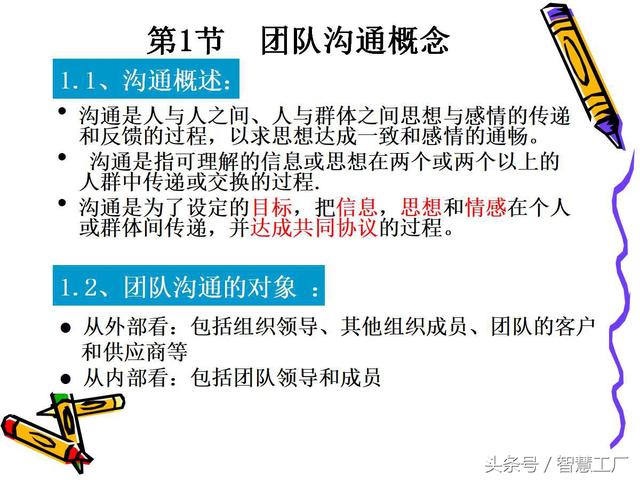 第1节 团队沟通概念
1.1、沟通概述：
• 沟通是人与人之间、人与群体之间思想与感情的传递
和反馈的过程，以求思想达成一致和感情的通畅。
• 沟通是指可理解的信息或思想在两个或两个以上的
人群中传递或交换的过程.
• 沟通是为了设定的目标，把信息，思想和情感在个人
或群体间传递，并达成共同协议的过程。
1.2、团队沟通的对象 ：
● 从外部看：包括组织领导、其他组织成员、团队的客户
和供应商等
● 从内部看：包括团队领导和成员
头条号/智慧工厂